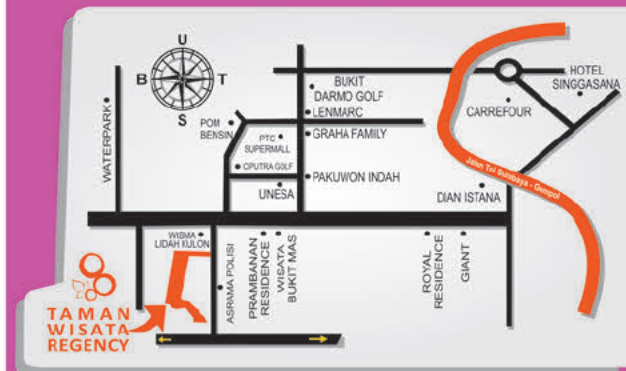 U
B
T
S
WATERPARK
POM
BENSIN
PTC
SUPERMALL
CIPUTRA GOLF
UNESA
BUKIT
DARMO GOLF
LENMARC
GRAHA FAMILY
PAKUWON INDAH
CARREFOUR
HOTEL
SINGGASANA
DIAN ISTANA
Jalan Tol Surabaya - Gempol
WISMA
LIDAH KULON
ASRAMA POLISI
PRAMBANAN
RESIDENCE
WISATA
BUKIT MAS
ROYAL
RESIDENCE
GIANT
TAMAN
WISATA
REGENCY